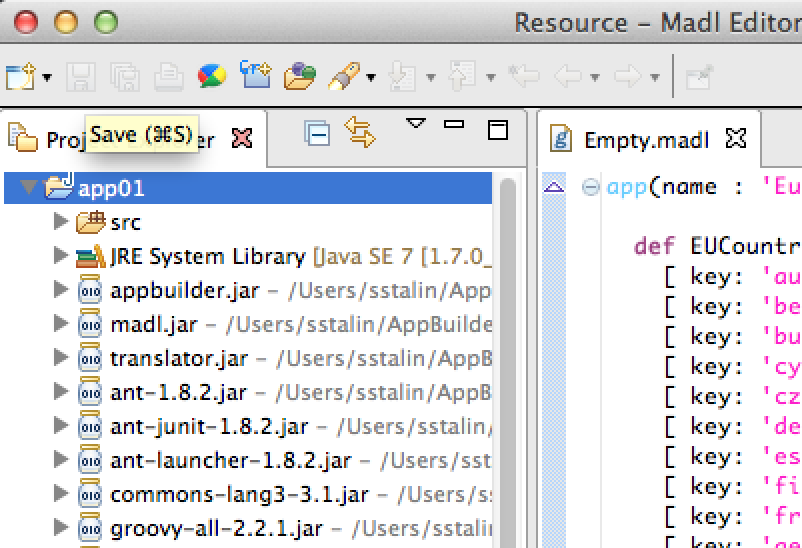 Resource – Madl Editor
Proj
Save (⌘S)
er
Empty.madl
app01
src
JRE System Library [Java SE 7 [1.7.0_
appbuilder.jar – /Users/sstalin/App
madl.jar – /Users/sstalin/AppBuilde
translator.jar – /Users/sstalin/AppB
ant-1.8.2.jar – /Users/sstalin/AppB
ant-junit-1.8.2.jar – /Users/sstalin/
ant-launcher-1.8.2.jar – /Users/sst
commons-lang3-3.1.jar – /Users/s
groovy-all-2.2.1.jar – /Users/sstalin
app(name : 'Eu
def EUCountr
[ key: 'au
[ key: 'be
[ key: 'bu
[ key: 'cy
[ key: 'cz
[ key: 'de
[ key: 'es
[ key: 'fi
[ key: 'fr